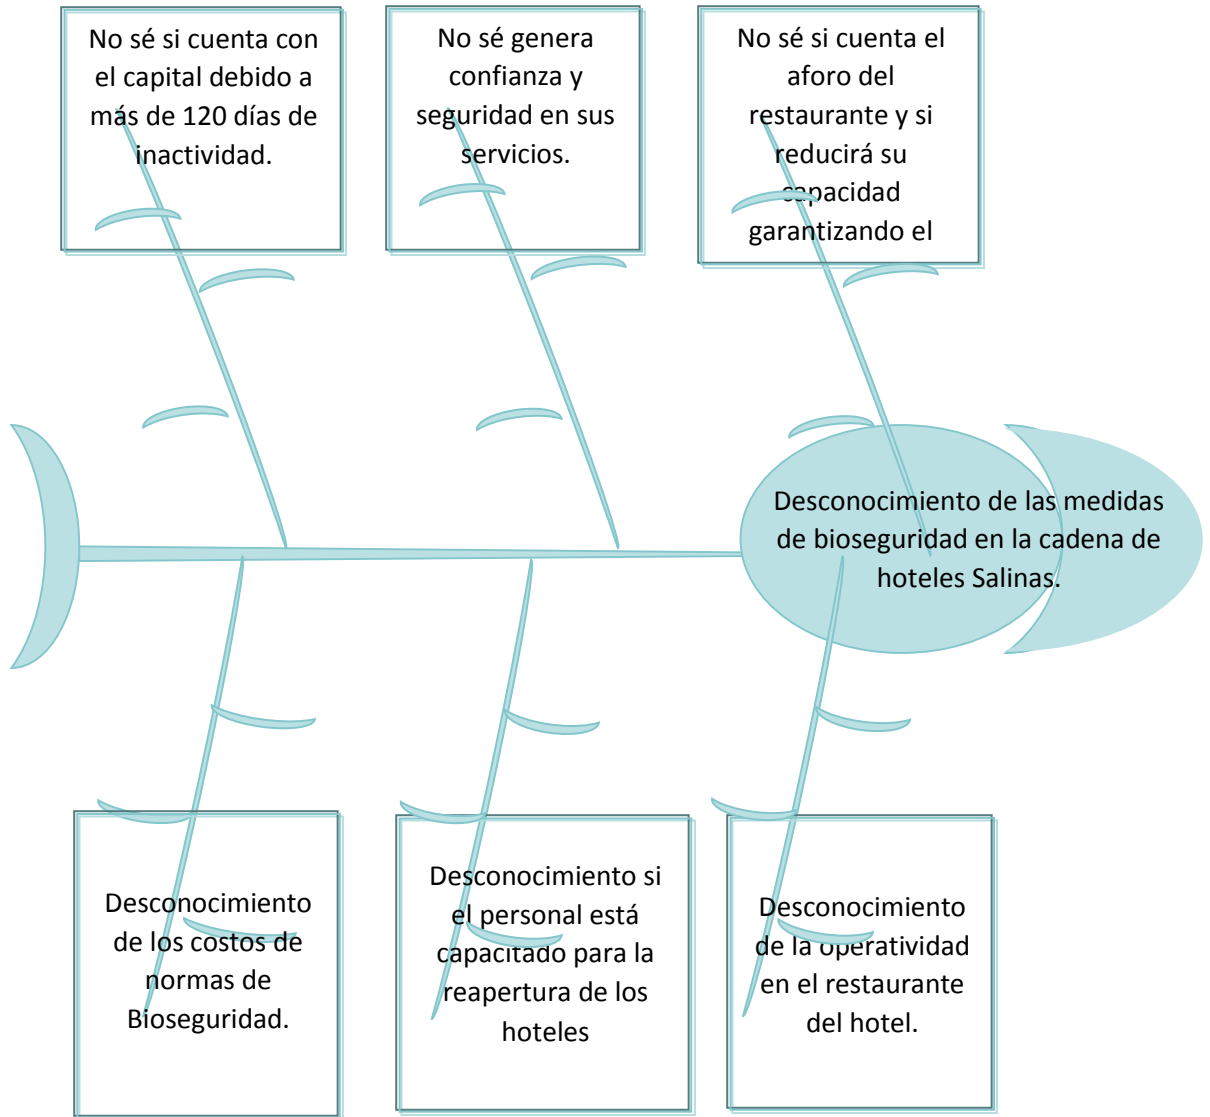 No sé si cuenta con
el capital debido a
más de 120 días de
inactividad.
No sé genera
confianza y
seguridad en sus
servicios.
No sé si cuenta el
aforo del
restaurante y si
reducirá su
capacidad
garantizando el
Desconocimiento de las medidas
de bioseguridad en la cadena de
hoteles Salinas.
Desconocimiento
de los costos de
normas de
Bioseguridad.
Desconocimiento si
el personal está
capacitado para la
reapertura de los
hoteles
Desconocimiento
de la operatividad
en el restaurante
del hotel.